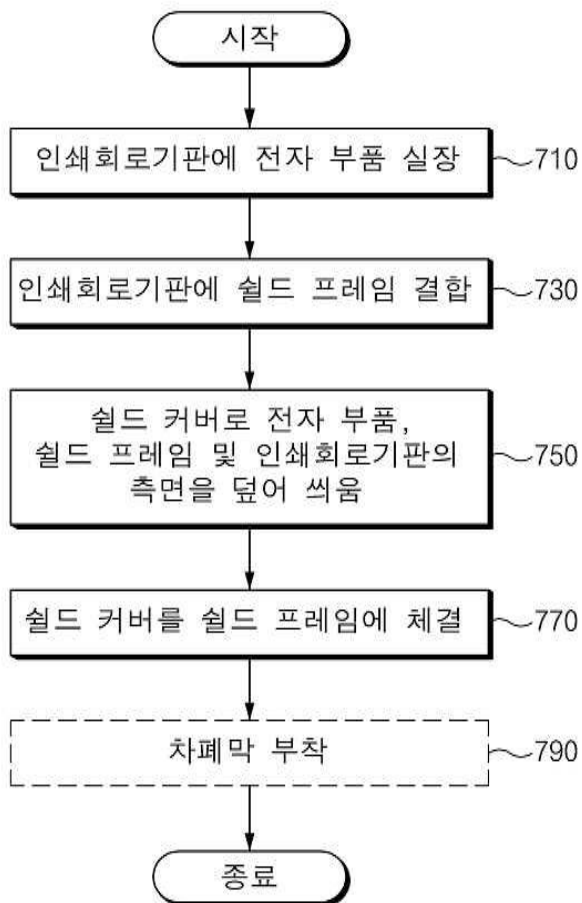 시작
인쇄회로기판에 전자 부품 실장
710
인쇄회로기판에 쉴드 프레임 결합
730
쉴드 커버로 전자 부품,
쉴드 프레임 및 인쇄회로기판의
측면을 덮어 씌움
750
쉴드 커버를 쉴드 프레임에 체결
770
차폐막 부착
790
종료